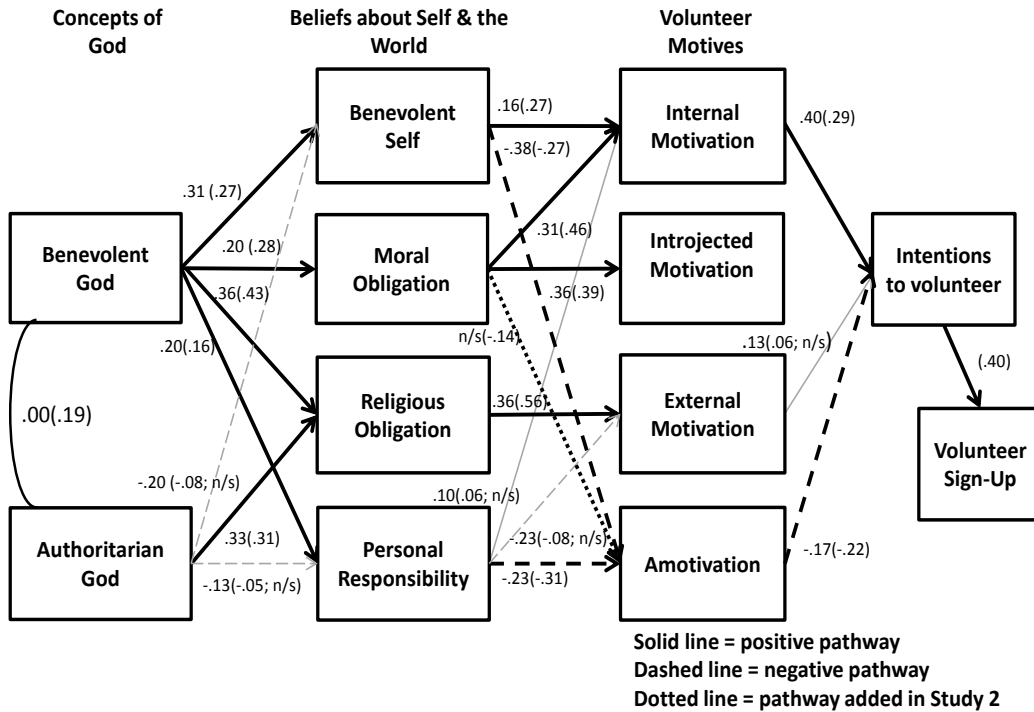 Concepts of
God
Beliefs about Self & the
World
Volunteer
Motives
Benevolent
Self
Internal
Motivation
.16(.27)
-.38(-.27)
.40(.29)
.31 (.27)
Benevolent
God
.20 (.28)
.36(.43)
.20(.16)
Moral
Obligation
.31(.46)
.36(.39)
n/s(-.14)
Introjected
Motivation
Intentions
to volunteer
.13(.06; n/s)
(.40)
.00(.19)
Religious
Obligation
.36(.56)
External
Motivation
Volunteer
Sign-Up
-.20 (-.08; n/s)
.33(.31)
-.13(-.05; n/s)
Authoritarian
God
Personal
Responsibility
.10(.06; n/s)
-.23(-.08; n/s)
-.23(-.31)
Amotivation
-.17(-.22)
Solid line = positive pathway
Dashed line = negative pathway
Dotted line = pathway added in Study 2